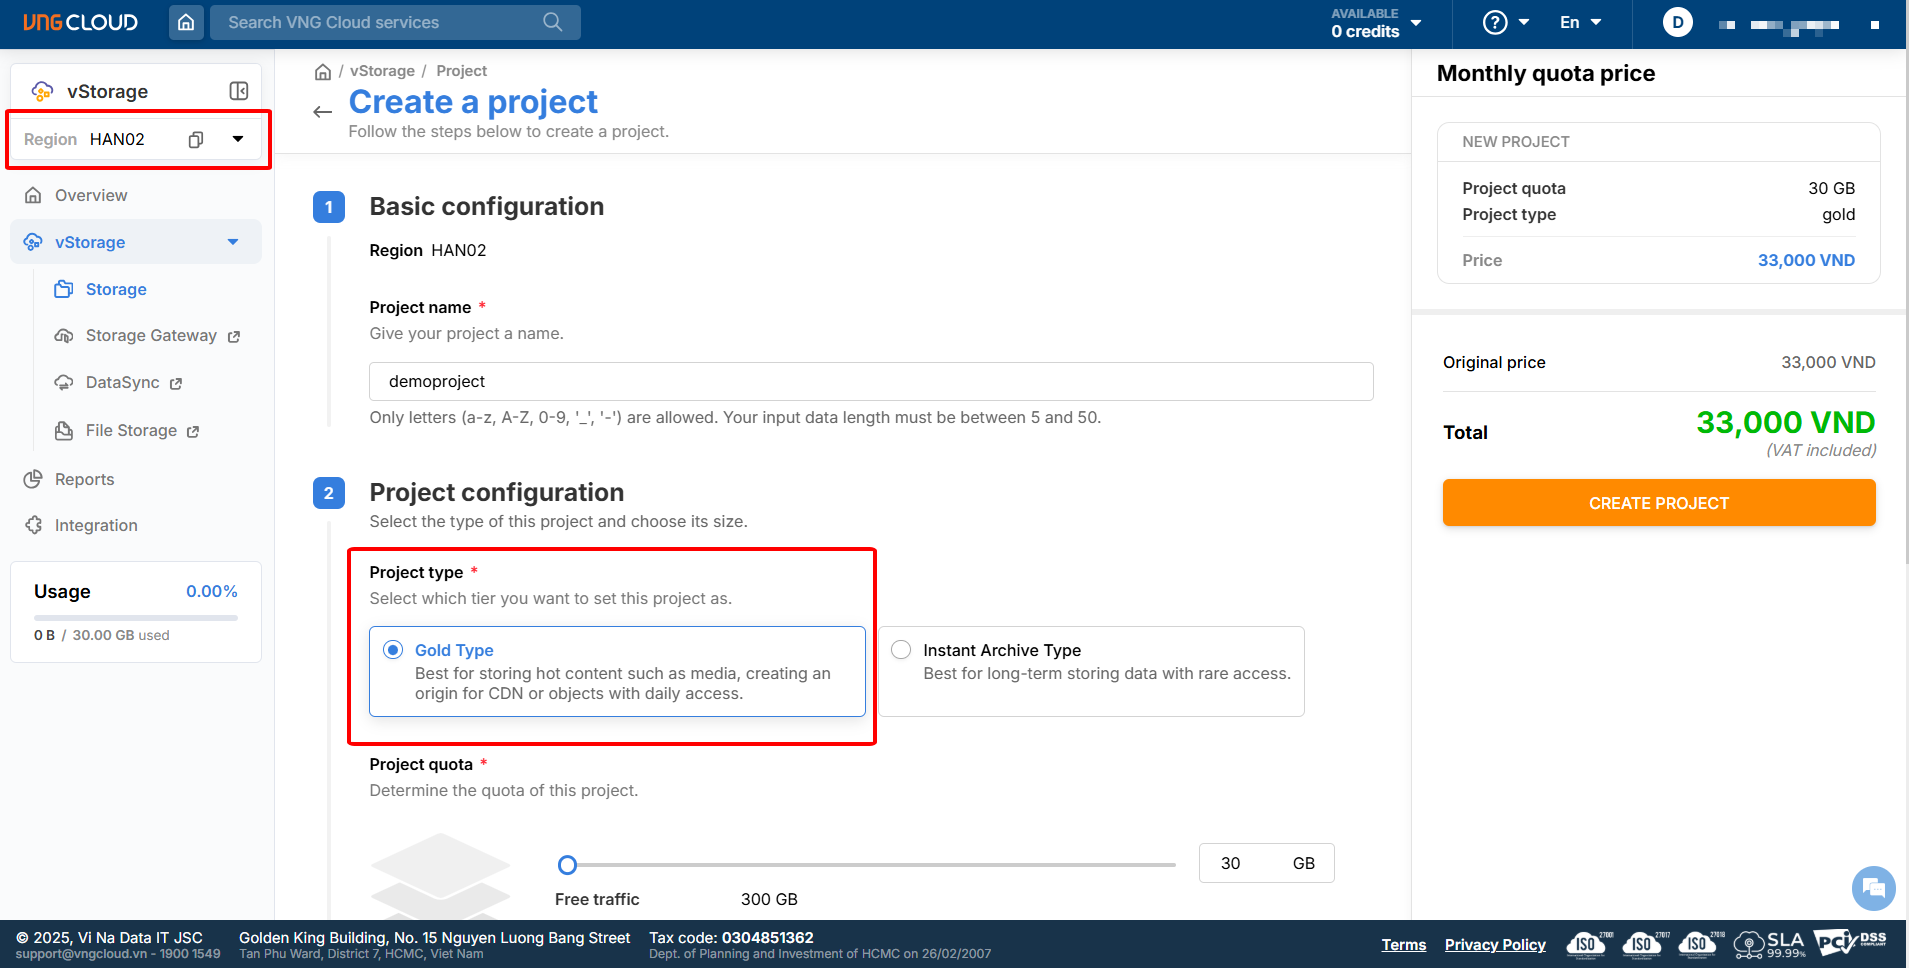 VNG CLOUD
Search VNG Cloud services
AVAILABLE
0 credits
?
En
D
vStorage
Region HAN02
Overview
vStorage
Storage
Storage Gateway
DataSync
File Storage
Reports
Integration
Usage 0.00%
0 B / 30.00 GB used
/ vStorage / Project
Create a project
Follow the steps below to create a project.
1 Basic configuration
Region HAN02
Project name *
Give your project a name.
demoproject
Only letters (a-z, A-Z, 0-9, '_', '-') are allowed. Your input data length must be between 5 and 50.
2 Project configuration
Select the type of this project and choose its size.
Project type *
Select which tier you want to set this project as.
Gold Type
Best for storing hot content such as media, creating an
origin for CDN or objects with daily access.
Instant Archive Type
Best for long-term storing data with rare access.
Project quota *
Determine the quota of this project.
30 GB
Free traffic 300 GB
Monthly quota price
NEW PROJECT
Project quota 30 GB
Project type gold
Price 33,000 VND
Original price 33,000 VND
Total 33,000 VND
(VAT included)
CREATE PROJECT
© 2025, Vi Na Data IT JSC
support@vngcloud.vn - 1900 1549
Golden King Building, No. 15 Nguyen Luong Bang Street
Tan Phu Ward, District 7, HCMC, Viet Nam
Tax code: 0304851362
Dept. of Planning and Investment of HCMC on 26/02/2007
Terms
Privacy Policy
ISO 27001
ISO 27017
ISO 27018
SLA
99.99%
PCI DSS
COMPLIANT